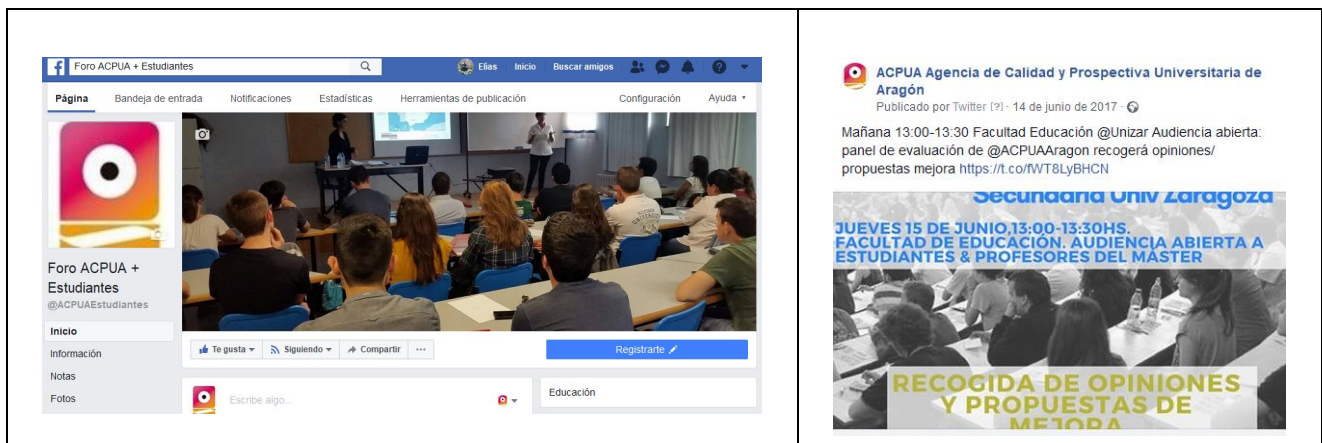 Foro ACPUA + Estudiantes
Elias Inicio Buscar amigos
Página Bandeja de entrada Notificaciones Estadísticas Herramientas de publicación Configuración Ayuda
Foro ACPUA +
Estudiantes
@ACPUAEstudiantes
Inicio
Información
Notas
Fotos
Te gusta Siguiendo Compartir ...
Registrarte
Escribe algo...
Educación
ACPUA Agencia de Calidad y Prospectiva Universitaria de
Aragón
Publicado por Twitter [?] · 14 de junio de 2017 ·
Mañana 13:00-13:30 Facultad Educación @Unizar Audiencia abierta:
panel de evaluación de @ACPUAAragon recogerá opiniones/
propuestas mejora https://t.co/fWT8LyBHCN
Secundaria Univ Zaragoza
JUEVES 15 DE JUNIO,13:00-13:30HS.
FACULTAD DE EDUCACIÓN. AUDIENCIA ABIERTA A
ESTUDIANTES & PROFESORES DEL MÁSTER
RECOGIDA DE OPINIONES
Y PROPUESTAS DE
MEJORA